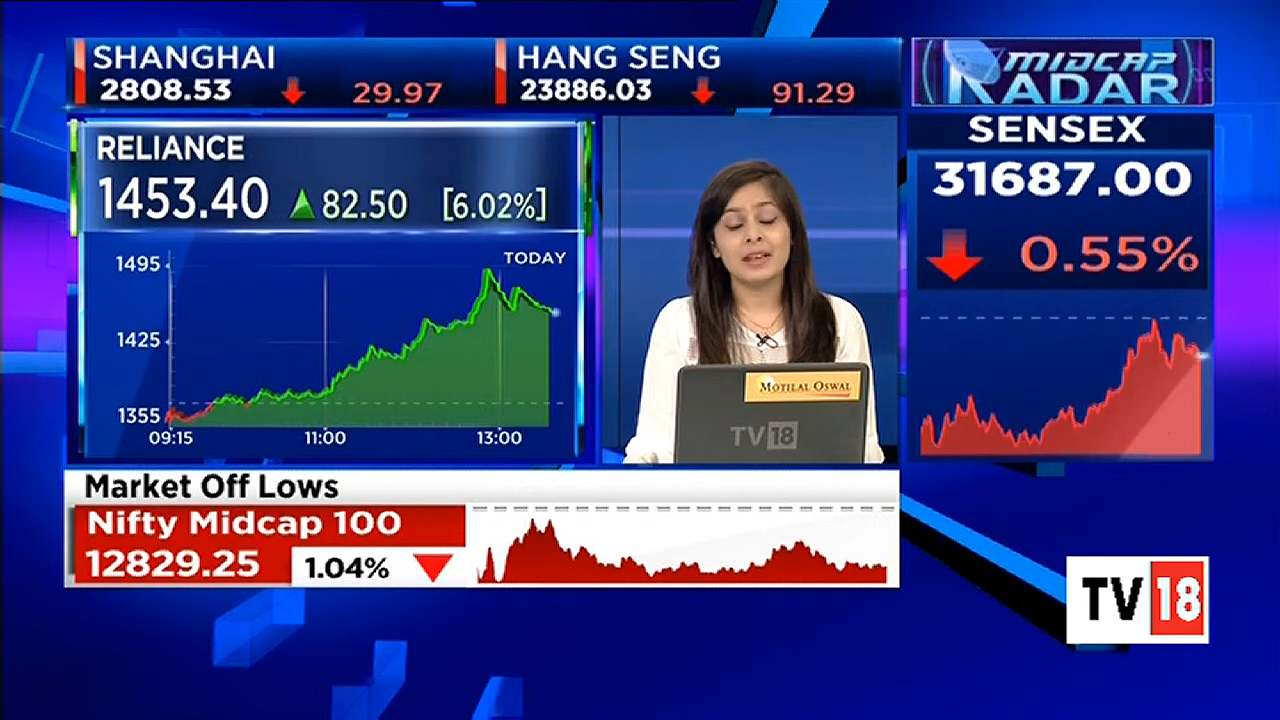 SHANGHAI
2808.53 29.97
HANG SENG
23886.03 91.29
MIDCAP
RADAR
RELIANCE
1453.40 82.50 [6.02%]
TODAY
1495
1425
1355
09:15 11:00 13:00
MOTILAL OSWAL
TV18
SENSEX
31687.00
0.55%
Market Off Lows
Nifty Midcap 100
12829.25 1.04%
TV18